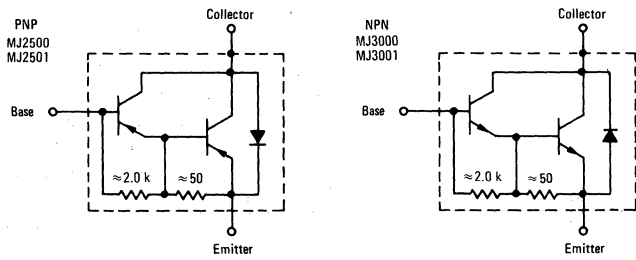 PNP
MJ2500
MJ2501
Collector
Base
≈2.0 k
≈50
Emitter
NPN
MJ3000
MJ3001
Collector
Base
≈2.0 k
≈50
Emitter